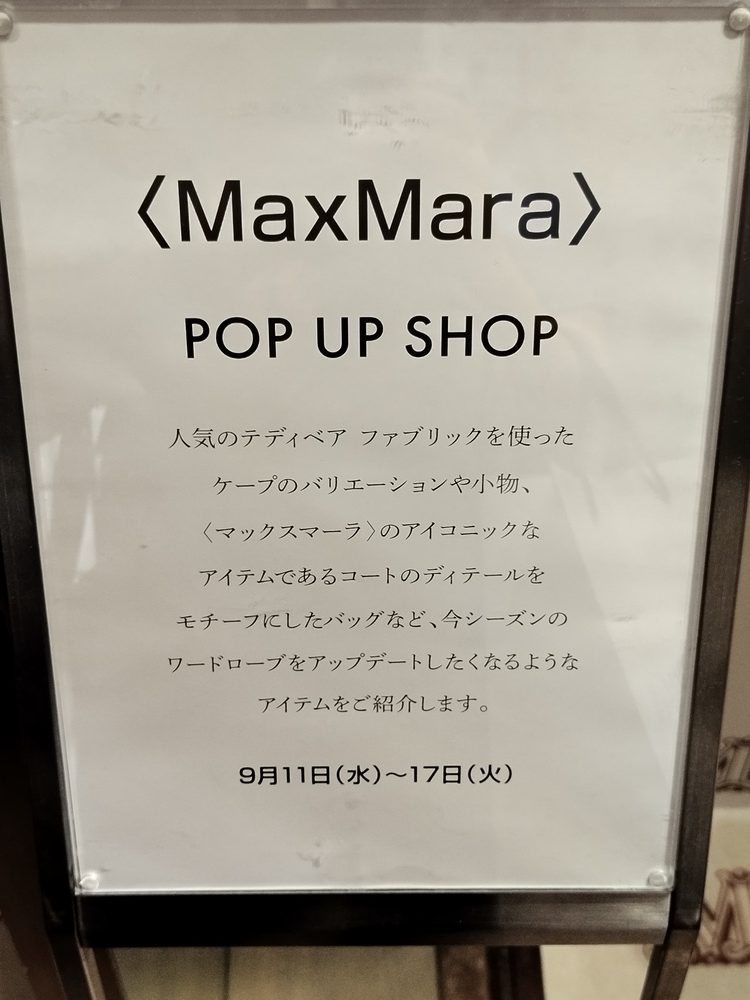 〈MaxMara〉
POP UP SHOP
人気のテディベア ファブリックを使った
ケープのバリエーションや小物、
〈マックスマーラ〉のアイコニックな
アイテムであるコートのディテールを
モチーフにしたバッグなど、今シーズンの
ワードローブをアップデートしたくなるような
アイテムをご紹介します。
9月11日(水)～17日(火)